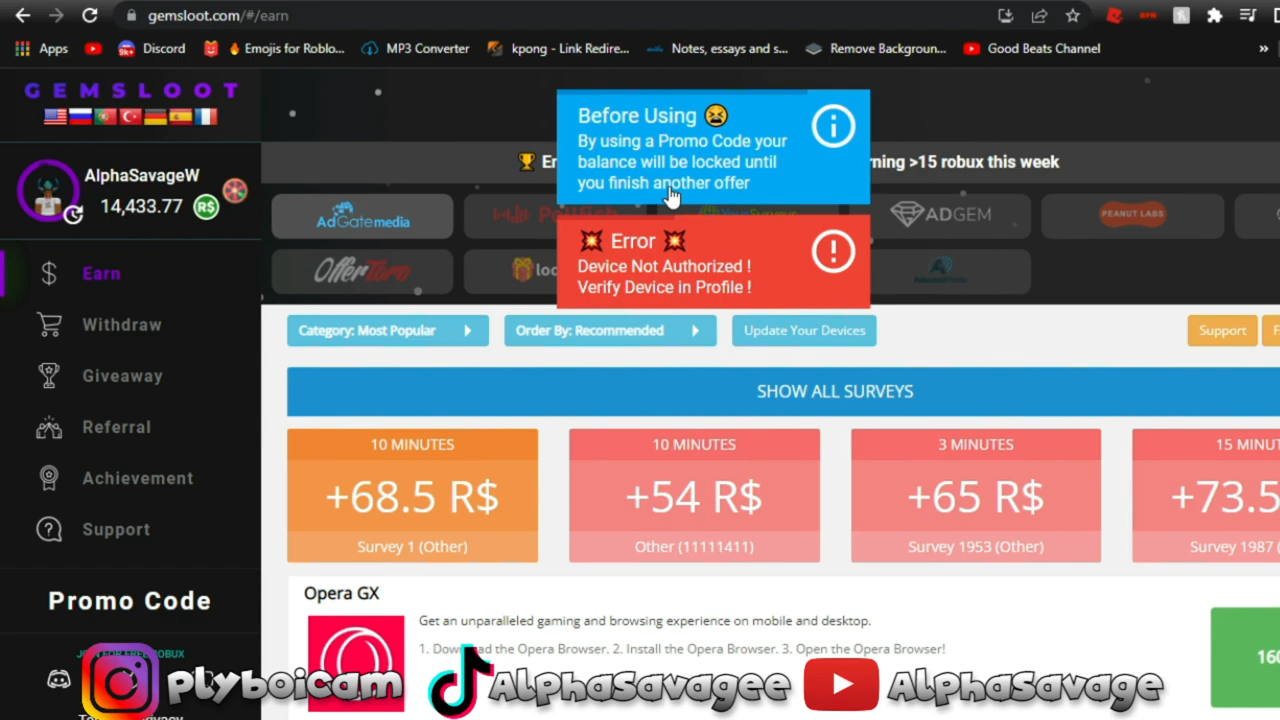 gemsloot.com/#/earn
Apps
Discord
Emojis for Roblo...
MP3 Converter
kpong - Link Redire...
Notes, essays and s...
Remove Backgroun...
Good Beats Channel
»
GEMSLOOT
AlphaSavageW
14,433.77 R$
Earn
Withdraw
Giveaway
Referral
Achievement
Support
Promo Code
Before Using
By using a Promo Code your
balance will be locked until
you finish another offer
rning >15 robux this week
Error
Device Not Authorized !
Verify Device in Profile !
AdGatemedia
ADGEM
PEANUT LABS
OfferToro
Category: Most Popular
Order By: Recommended
Update Your Devices
Support
SHOW ALL SURVEYS
10 MINUTES
+68.5 R$
Survey 1 (Other)
10 MINUTES
+54 R$
Other (11111411)
3 MINUTES
+65 R$
Survey 1953 (Other)
15 MINUT
+73.5
Survey 1987 (
Opera GX
Get an unparalleled gaming and browsing experience on mobile and desktop.
1. Download the Opera Browser. 2. Install the Opera Browser. 3. Open the Opera Browser!
160
plyboicam
AlphaSavagee
AlphaSavage